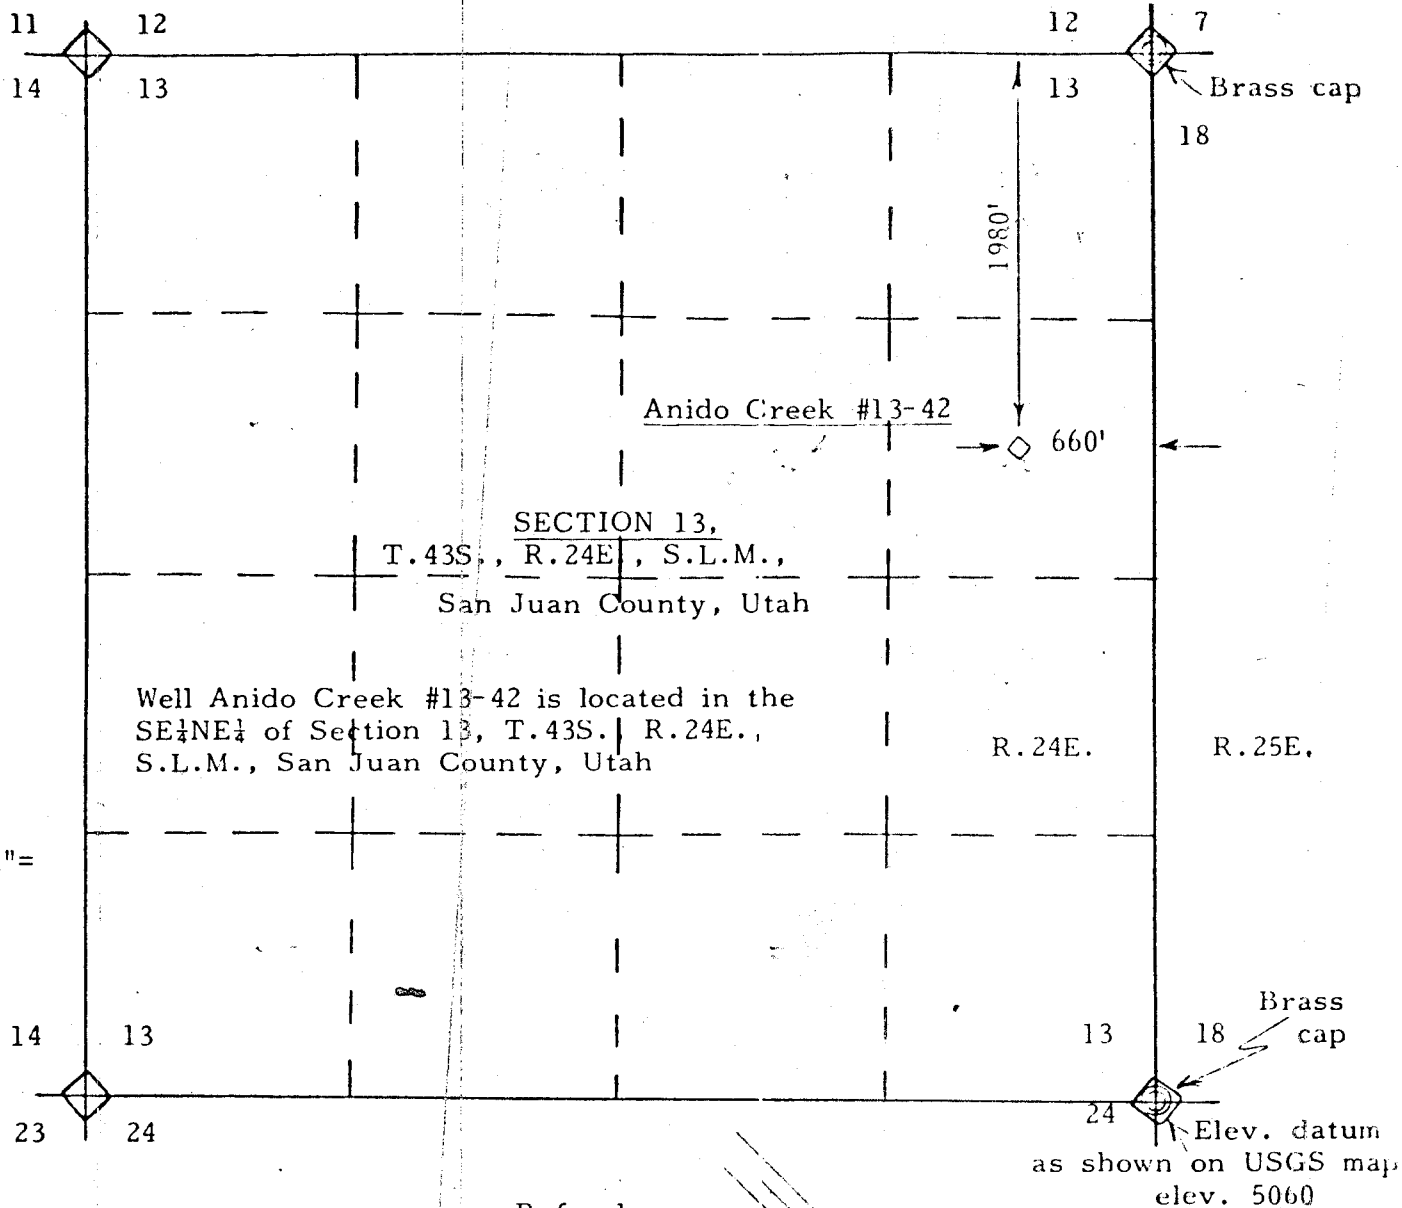 11 12 12 7
14 13 13 Brass cap
18
1980'
Anido Creek #13-42
660'
SECTION 13,
T.43S., R.24E., S.L.M.,
San Juan County, Utah
Well Anido Creek #13-42 is located in the
SE¼NE¼ of Section 13, T.43S., R.24E.,
S.L.M., San Juan County, Utah
R.24E. R.25E.
"=
Brass
14 13 13 18 cap
24
23 24 Elev. datum
as shown on USGS map
elev. 5060